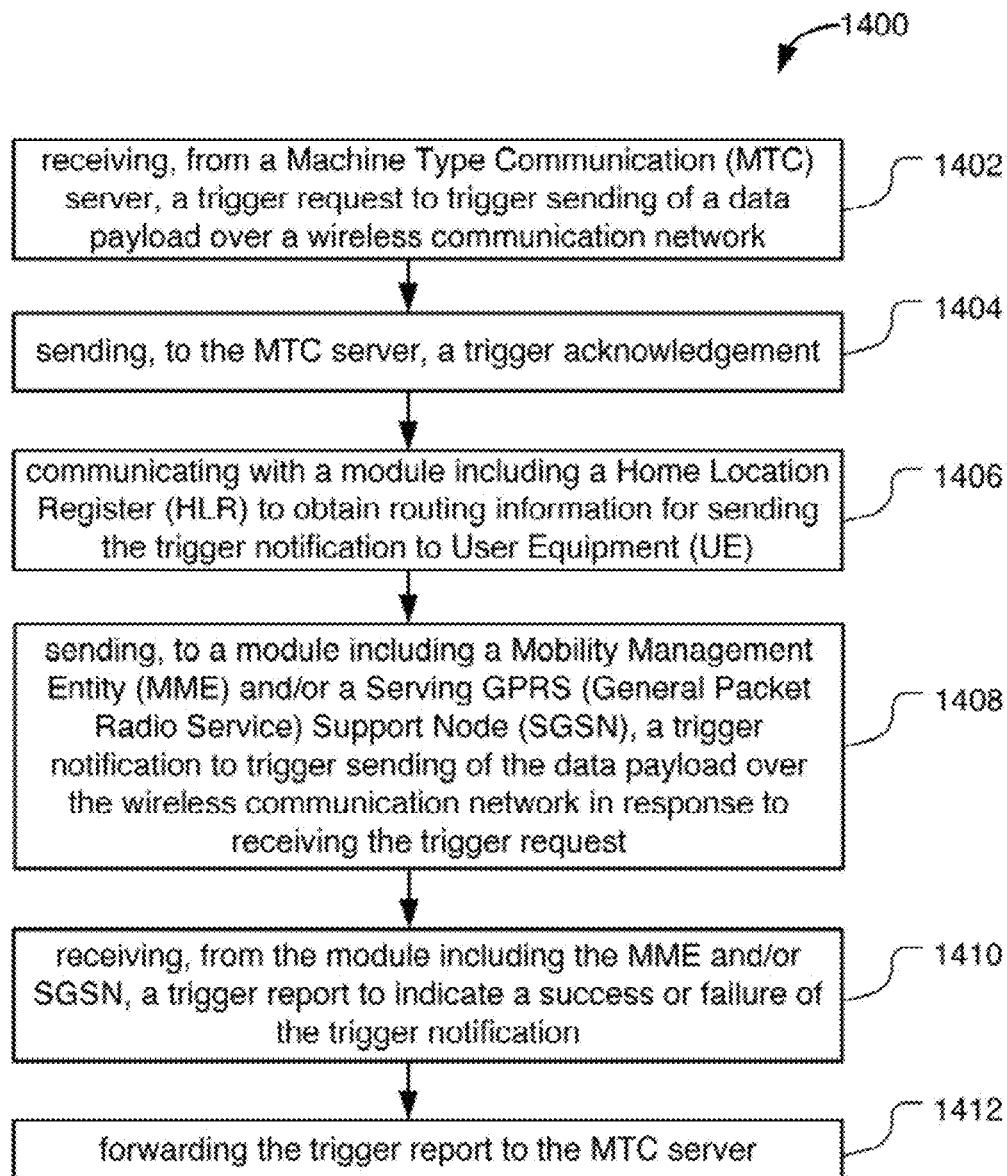 1400
receiving, from a Machine Type Communication (MTC)
server, a trigger request to trigger sending of a data
payload over a wireless communication network
1402
sending, to the MTC server, a trigger acknowledgement
1404
communicating with a module including a Home Location
Register (HLR) to obtain routing information for sending
the trigger notification to User Equipment (UE)
1406
sending, to a module including a Mobility Management
Entity (MME) and/or a Serving GPRS (General Packet
Radio Service) Support Node (SGSN), a trigger
notification to trigger sending of the data payload over
the wireless communication network in response to
receiving the trigger request
1408
receiving, from the module including the MME and/or
SGSN, a trigger report to indicate a success or failure of
the trigger notification
1410
forwarding the trigger report to the MTC server
1412